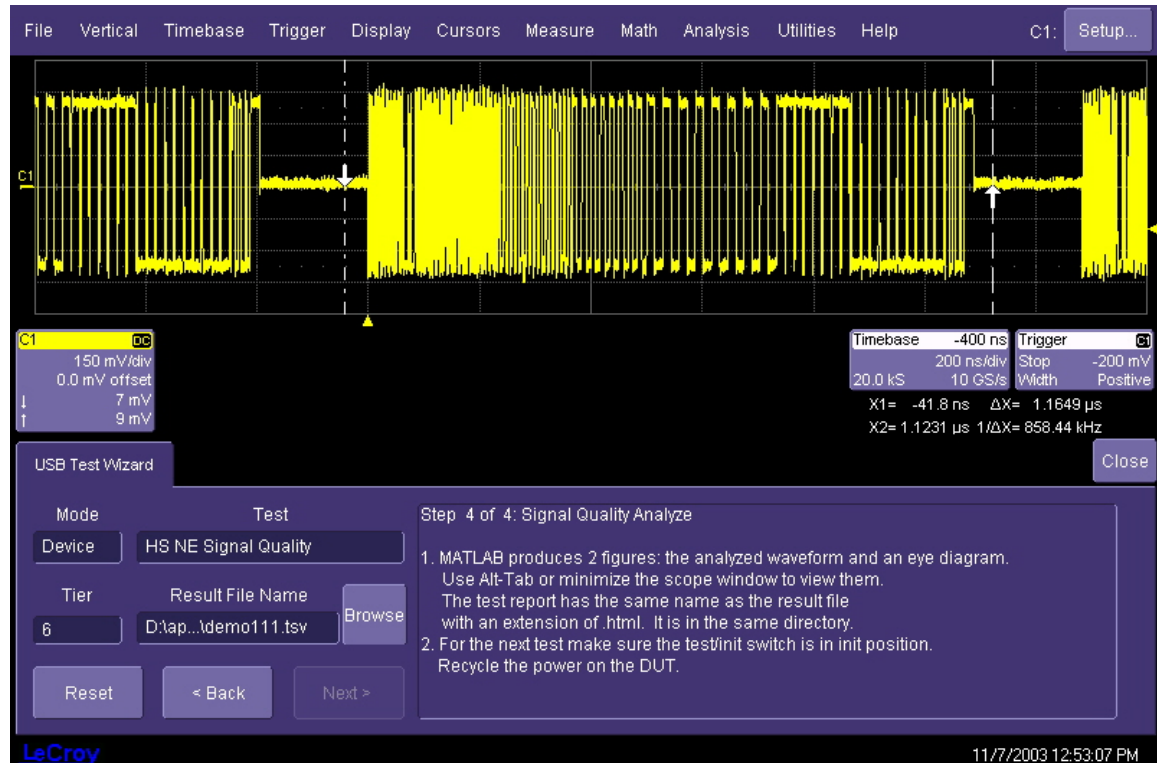 File Vertical Timebase Trigger Display Cursors Measure Math Analysis Utilities Help C1: Setup...
C1
C1 DC
150 mV/div
0.0 mV offset
↓ 7 mV
↑ 9 mV
Timebase -400 ns
200 ns/div
20.0 kS 10 GS/s
Trigger C1
Stop -200 mV
Width Positive
X1= -41.8 ns ΔX= 1.1649 µs
X2= 1.1231 µs 1/ΔX= 858.44 kHz
USB Test Wizard
Close
Mode Test
Device HS NE Signal Quality
Tier Result File Name
6 D:\ap...\demo111.tsv Browse
Reset < Back Next >
Step 4 of 4: Signal Quality Analyze
1. MATLAB produces 2 figures: the analyzed waveform and an eye diagram.
Use Alt-Tab or minimize the scope window to view them.
The test report has the same name as the result file
with an extension of .html. It is in the same directory.
2. For the next test make sure the test/init switch is in init position.
Recycle the power on the DUT.
LeCroy
11/7/2003 12:53:07 PM